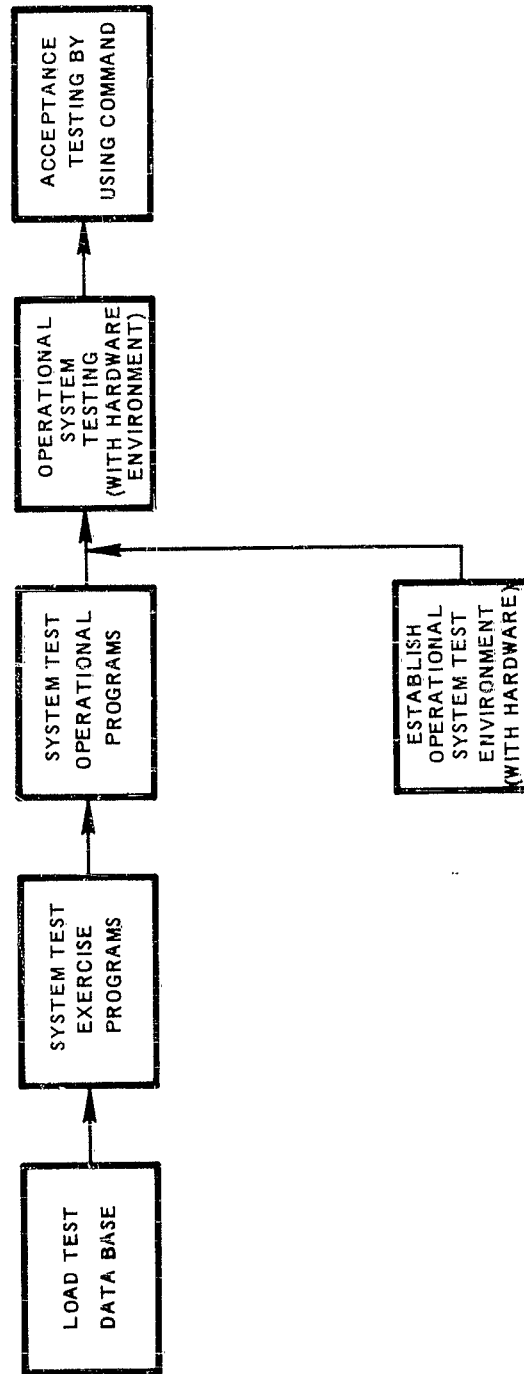 LOAD TEST
DATA BASE
SYSTEM TEST
EXERCISE
PROGRAMS
SYSTEM TEST
OPERATIONAL
PROGRAMS
ESTABLISH
OPERATIONAL
SYSTEM TEST
ENVIRONMENT
(WITH HARDWARE)
OPERATIONAL
SYSTEM
TESTING
(WITH HARDWARE
ENVIRONMENT)
ACCEPTANCE
TESTING BY
USING COMMAND